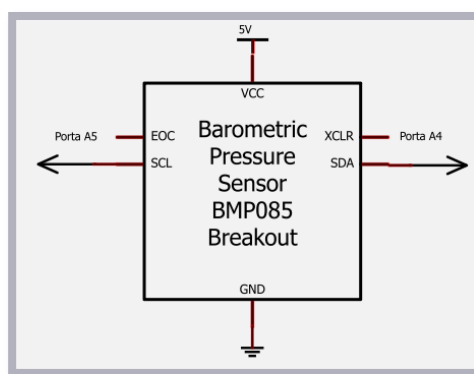 5V
VCC
Porta A5
EOC
Barometric
Pressure
Sensor
BMP085
Breakout
XCLR
Porta A4
SCL
SDA
GND